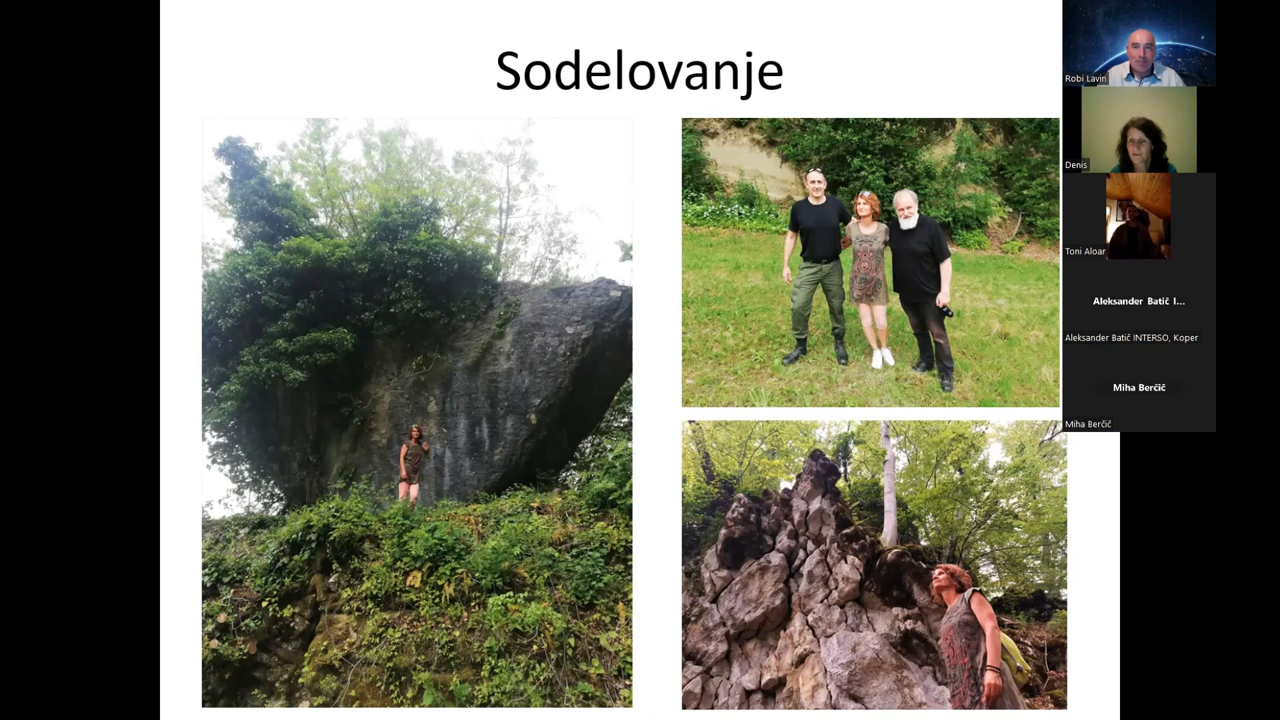 Sodelovanje
Robi Lavin
Denis
Toni Aloar
Aleksander Batič I...
Aleksander Batič INTERSO, Koper
Miha Berčič
Miha Berčič